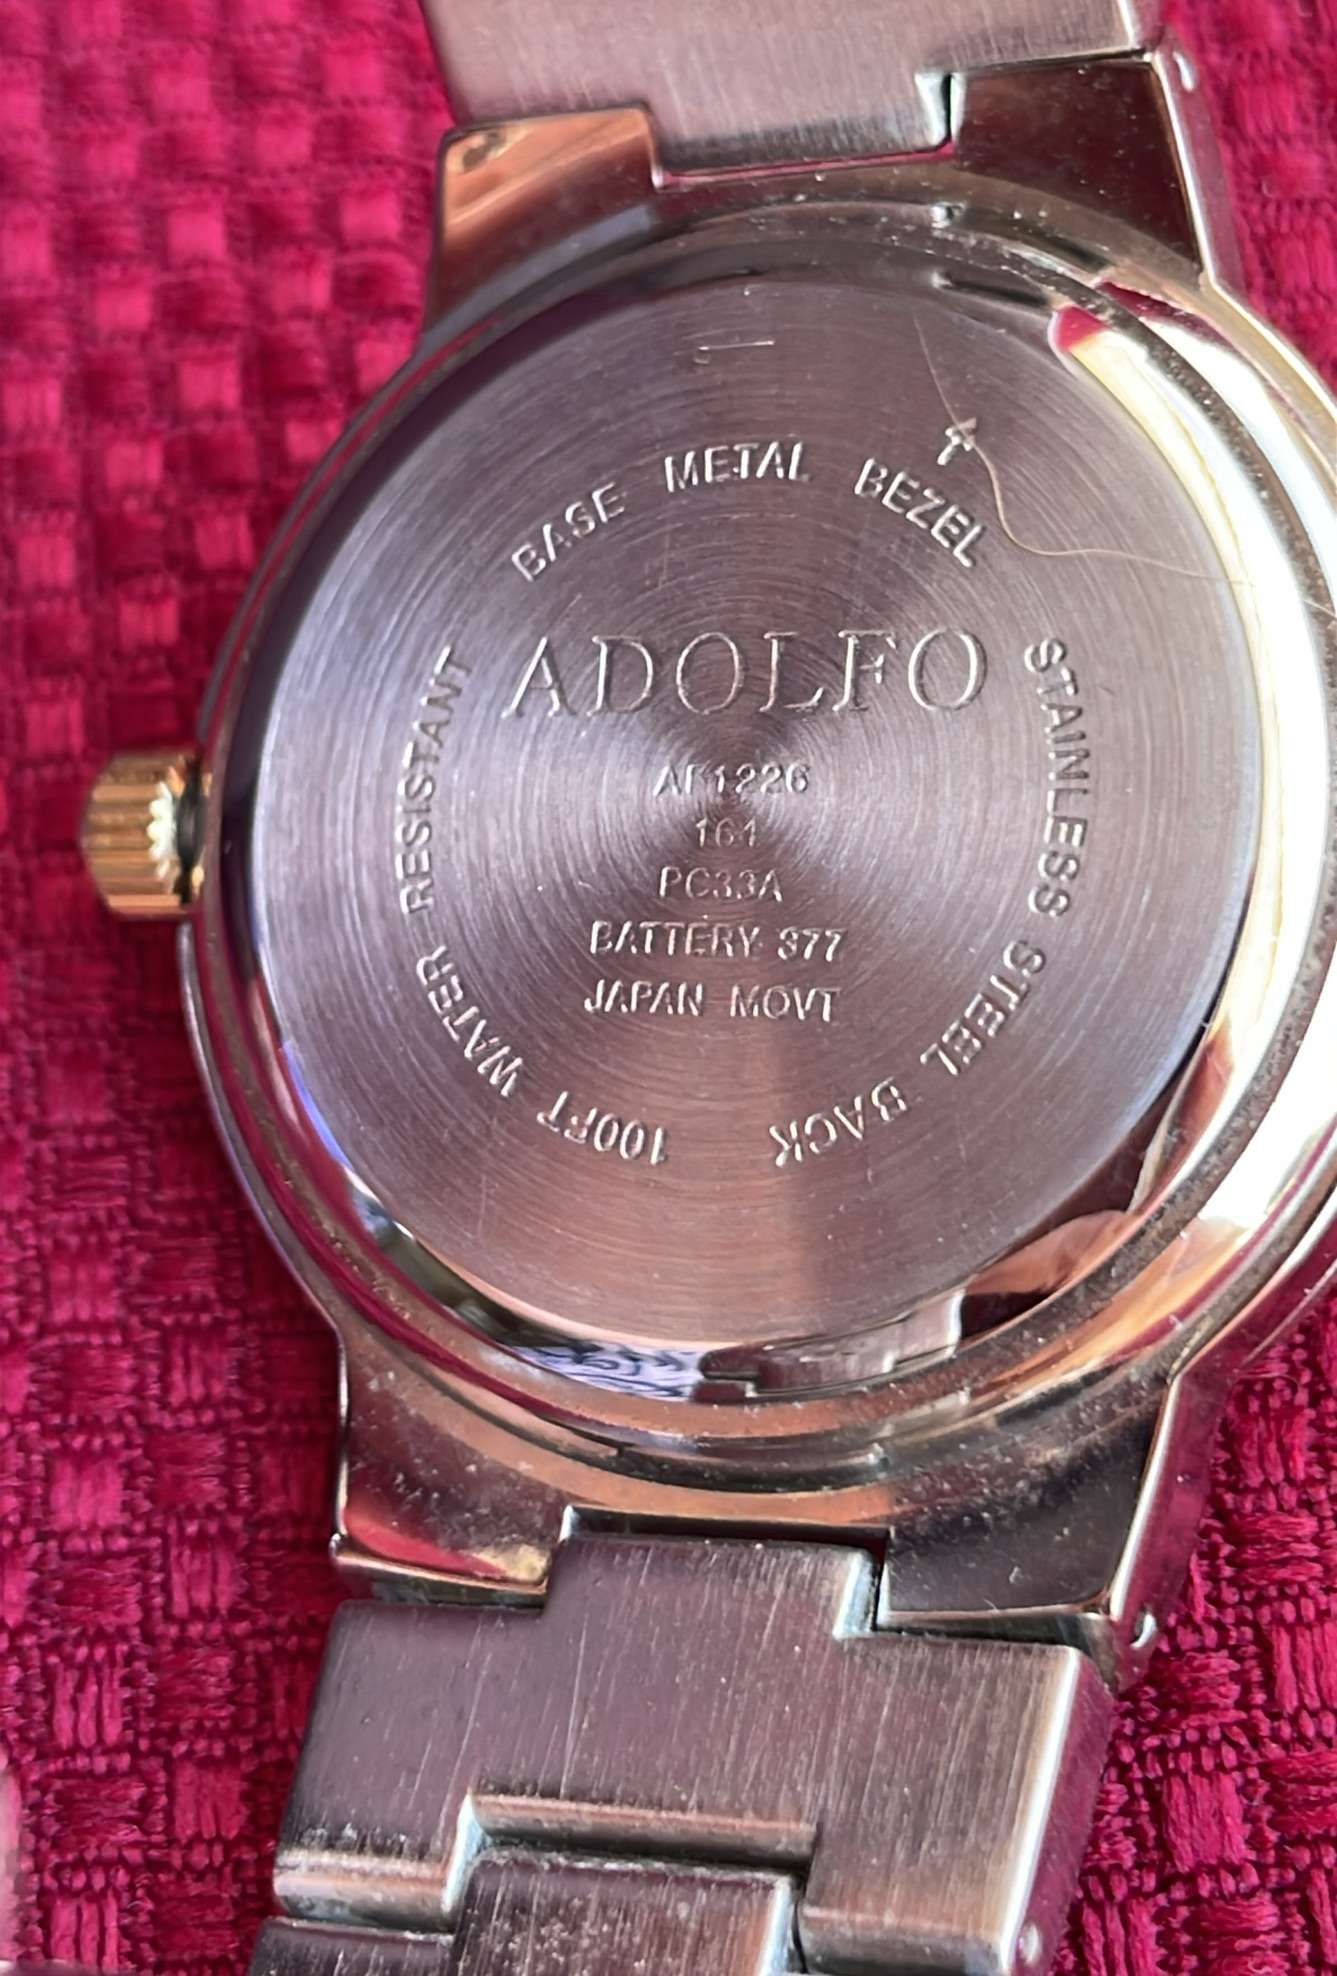 BASE METAL BEZEL
STAINLESS STEEL BACK
100FT WATER RESISTANT
ADOLFO
AF1226
161
PC33A
BATTERY 377
JAPAN MOVT